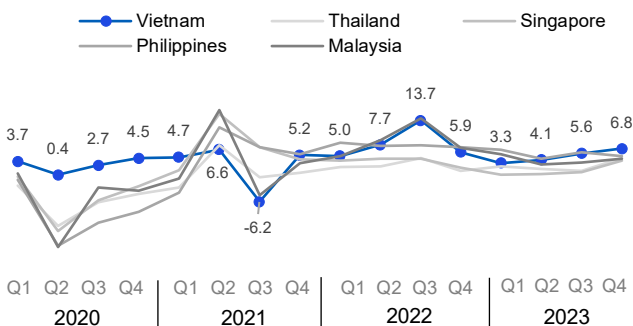 Vietnam Thailand Singapore
Philippines Malaysia
3.7 0.4 2.7 4.5 4.7 6.6 -6.2 5.2 5.0 7.7 13.7 5.9 3.3 4.1 5.6 6.8
Q1 Q2 Q3 Q4 Q1 Q2 Q3 Q4 Q1 Q2 Q3 Q4 Q1 Q2 Q3 Q4
2020 2021 2022 2023